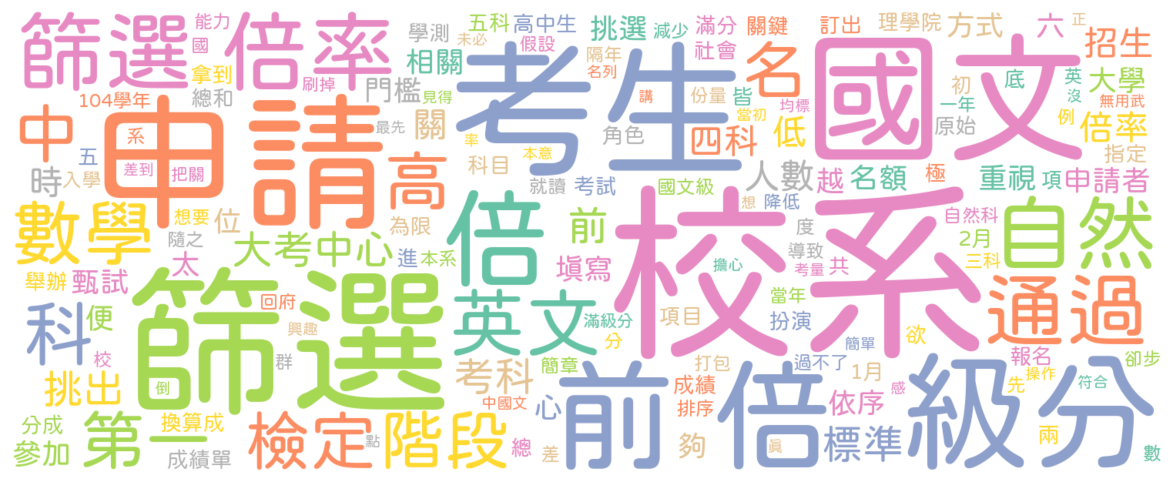 篩選 倍率 能力 學測 五科 高中生 挑選 減少 滿分 關鍵 訂出 理學院 方式 六 正
國 未必 假設 隔年 社會 名 國文 招生
拿到 刷掉 相關 考生 名列 底 英 大學
104學年 總和 門檻 見得 講 份量 皆 初 一年 沒 無用武
中 申請 系 最先 關 率 角色 當初 均標 低 原始 例 倍率
五 差到 把關 本意 四科 指定
時 入學 高 科目 就讀 考試 國文級 人數 越 名額 極 重視 項 申請者
數學 想要 位 為限 倍 前 想 降低 校系 自然科 自然
隨之 大考中心 進 本系 度 導致 2月
舉辦 甄試 太 填寫 擔心 考量 共 三科
科 便 篩選 回府 英文 滿級分 項目 當年 扮演 欲 通過
校 興趣 群 分 簡單
挑出 倒 考科 簡章 前 打包 倍 過不了 1月 級分 報名 卻步
分成 第一 換算成 檢定 階段 中國文 心 成績 排序 依序 感 先 操作 符合
參加 成績單 點 總 差 夠 真 標準 兩 數